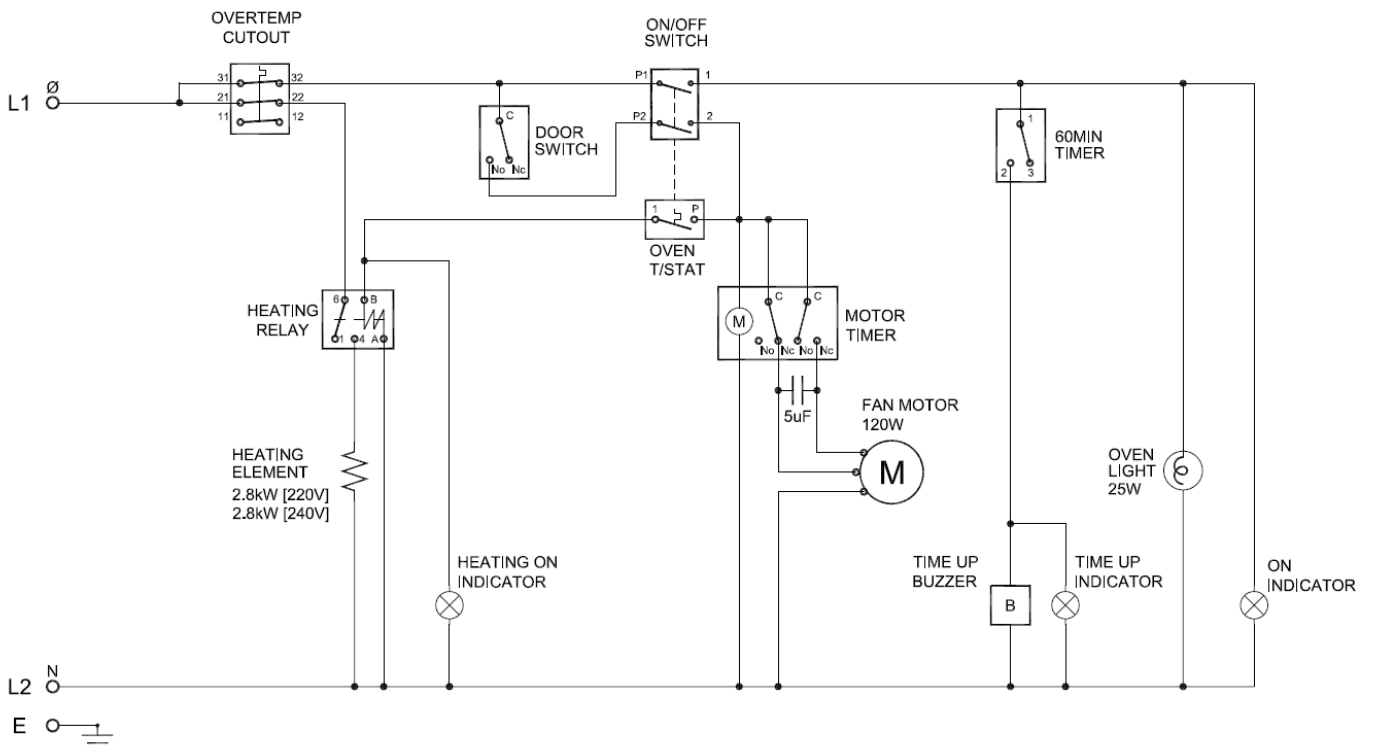 OVERTEMP
CUTOUT
ON/OFF
SWITCH
L1
Ø
31
32
21
22
11
12
P1
1
P2
2
C
No
Nc
DOOR
SWITCH
1
2
3
60MIN
TIMER
1
P
OVEN
T/STAT
HEATING
RELAY
6
B
1
4
A
M
C
C
No
Nc
No
Nc
MOTOR
TIMER
5uF
FAN MOTOR
120W
M
HEATING
ELEMENT
2.8kW [220V]
2.8kW [240V]
OVEN
LIGHT
25W
HEATING ON
INDICATOR
TIME UP
BUZZER
B
TIME UP
INDICATOR
ON
INDICATOR
L2
N
E